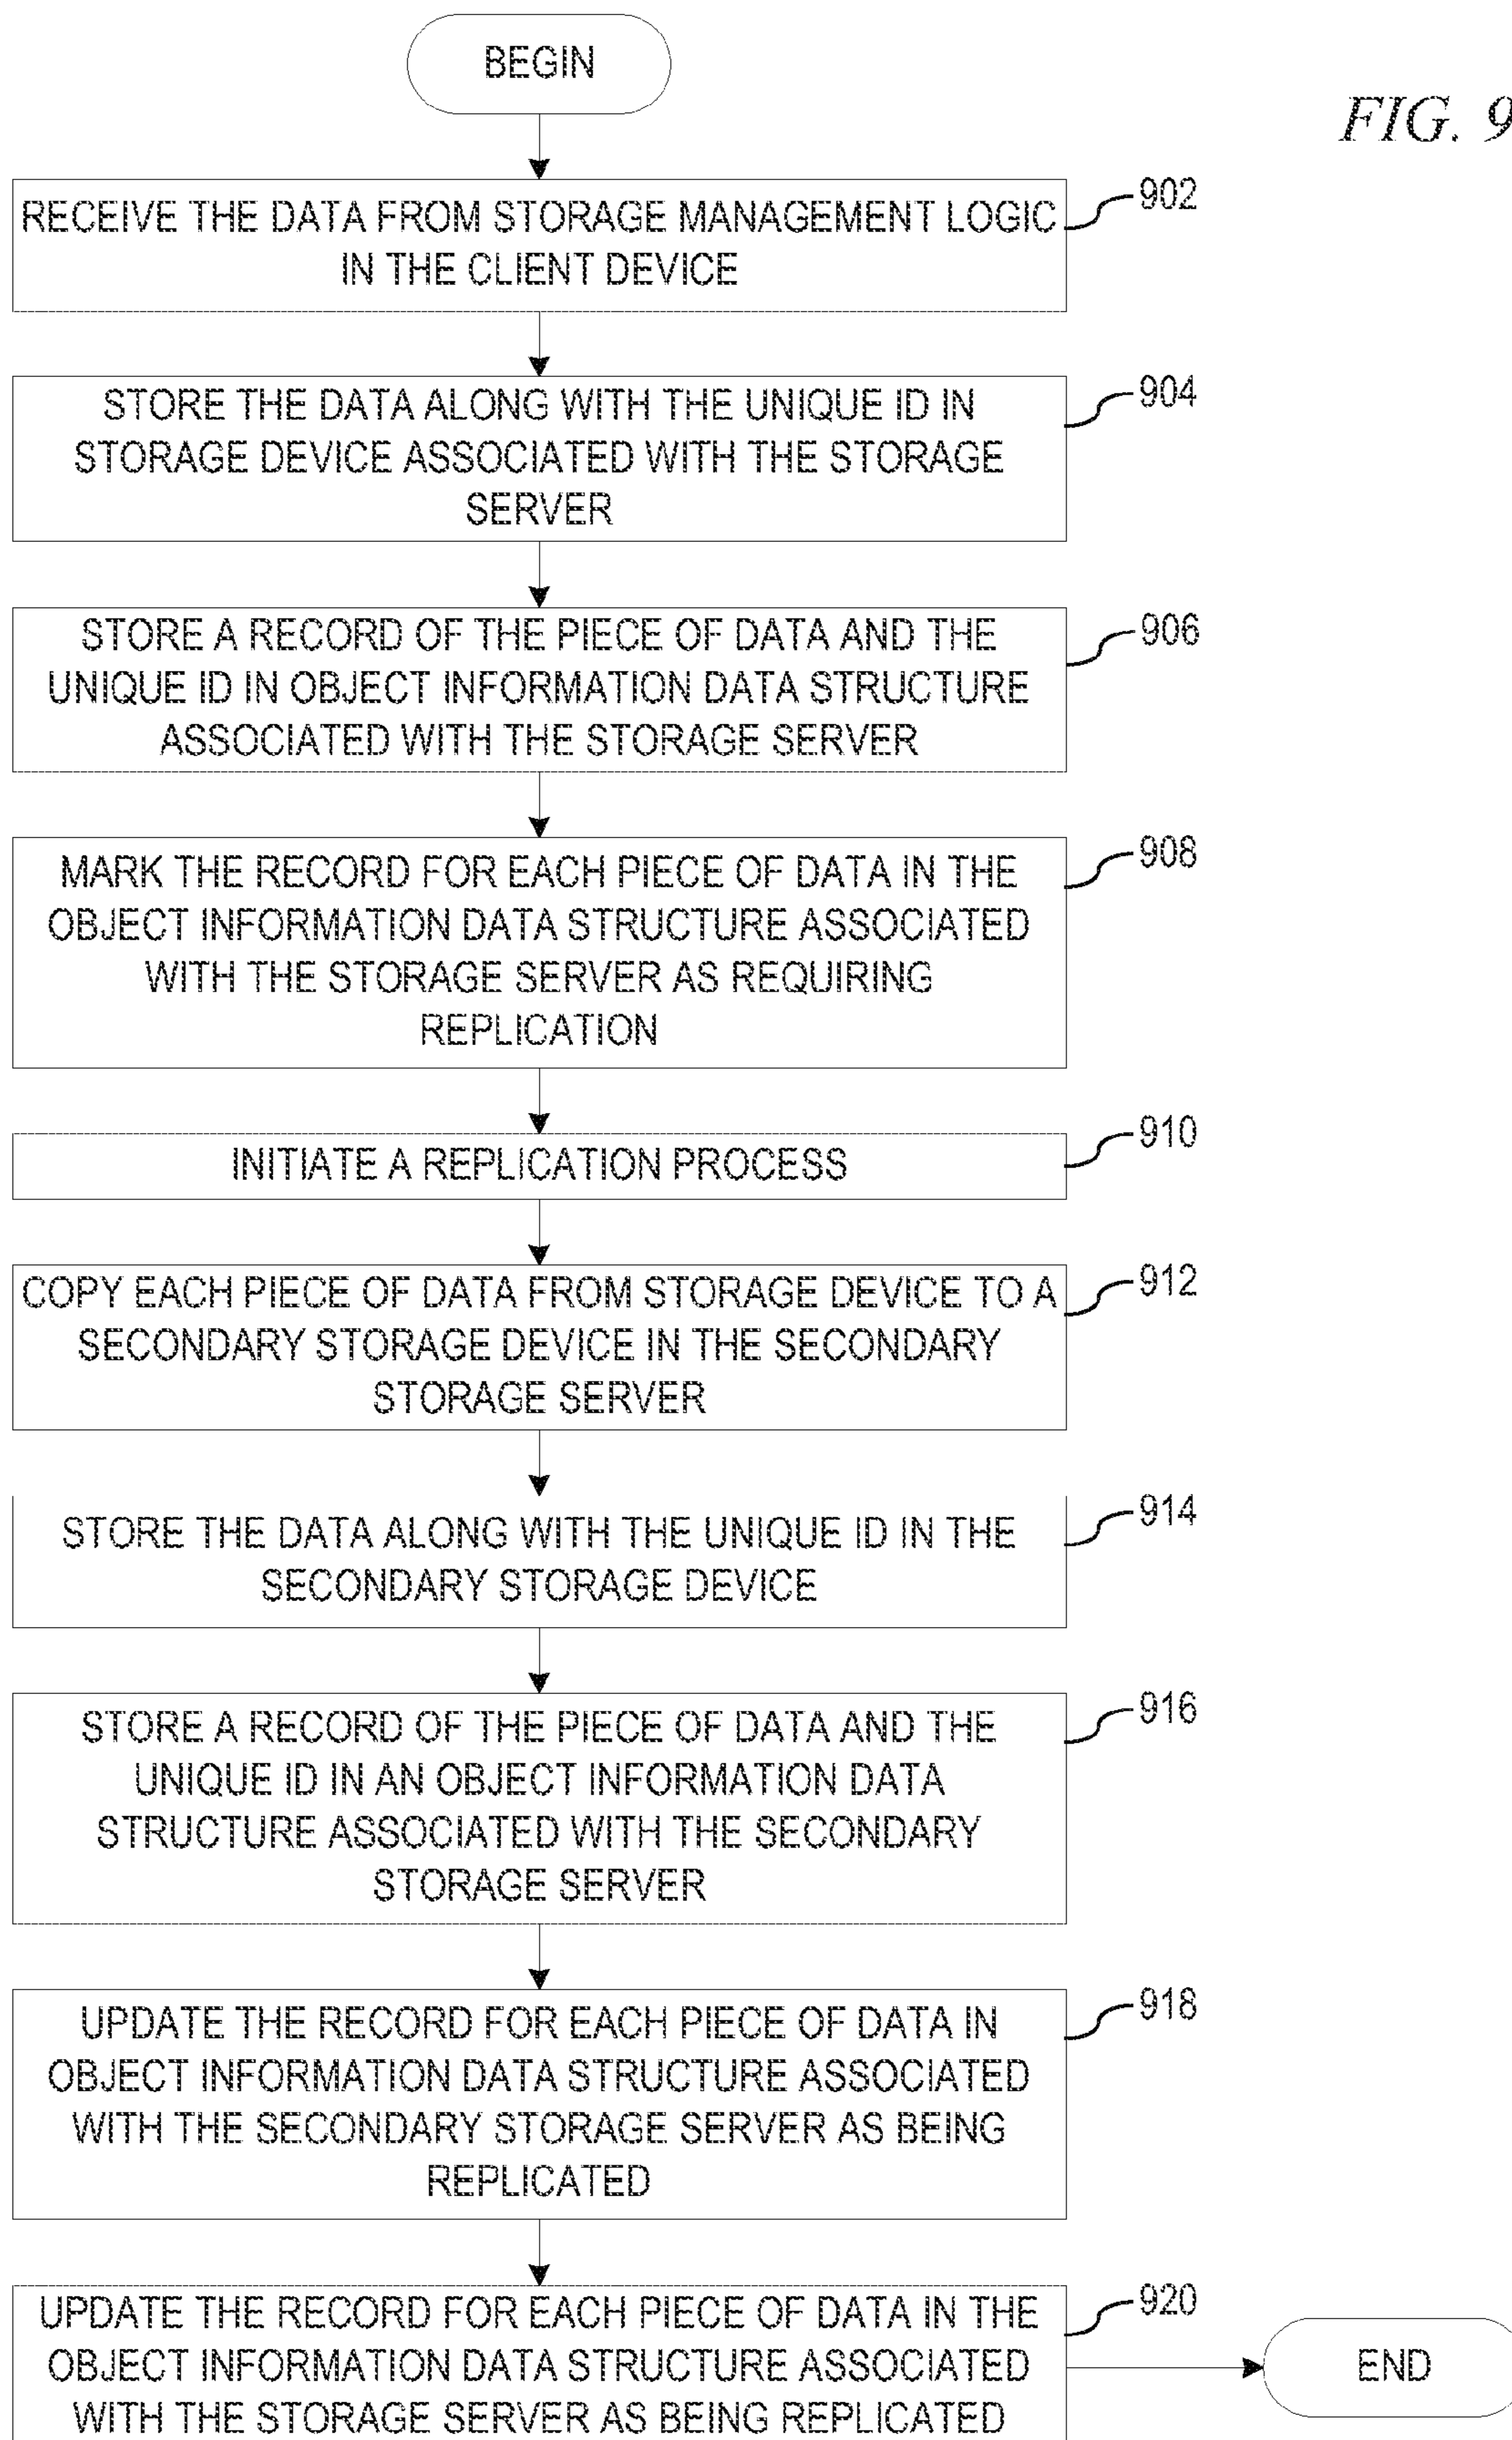 BEGIN
FIG. 9
RECEIVE THE DATA FROM STORAGE MANAGEMENT LOGIC
IN THE CLIENT DEVICE
902
STORE THE DATA ALONG WITH THE UNIQUE ID IN
STORAGE DEVICE ASSOCIATED WITH THE STORAGE
SERVER
904
STORE A RECORD OF THE PIECE OF DATA AND THE
UNIQUE ID IN OBJECT INFORMATION DATA STRUCTURE
ASSOCIATED WITH THE STORAGE SERVER
906
MARK THE RECORD FOR EACH PIECE OF DATA IN THE
OBJECT INFORMATION DATA STRUCTURE ASSOCIATED
WITH THE STORAGE SERVER AS REQUIRING
REPLICATION
908
INITIATE A REPLICATION PROCESS
910
COPY EACH PIECE OF DATA FROM STORAGE DEVICE TO A
SECONDARY STORAGE DEVICE IN THE SECONDARY
STORAGE SERVER
912
STORE THE DATA ALONG WITH THE UNIQUE ID IN THE
SECONDARY STORAGE DEVICE
914
STORE A RECORD OF THE PIECE OF DATA AND THE
UNIQUE ID IN AN OBJECT INFORMATION DATA
STRUCTURE ASSOCIATED WITH THE SECONDARY
STORAGE SERVER
916
UPDATE THE RECORD FOR EACH PIECE OF DATA IN
OBJECT INFORMATION DATA STRUCTURE ASSOCIATED
WITH THE SECONDARY STORAGE SERVER AS BEING
REPLICATED
918
UPDATE THE RECORD FOR EACH PIECE OF DATA IN THE
OBJECT INFORMATION DATA STRUCTURE ASSOCIATED
WITH THE STORAGE SERVER AS BEING REPLICATED
920
END